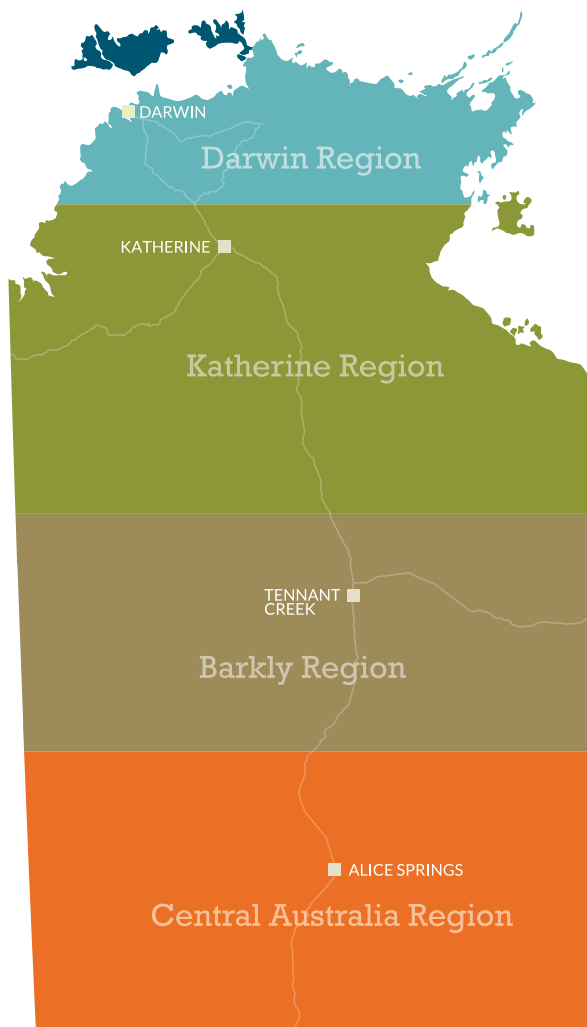 DARWIN
Darwin Region
KATHERINE
Katherine Region
TENNANT
CREEK
Barkly Region
ALICE SPRINGS
Central Australia Region